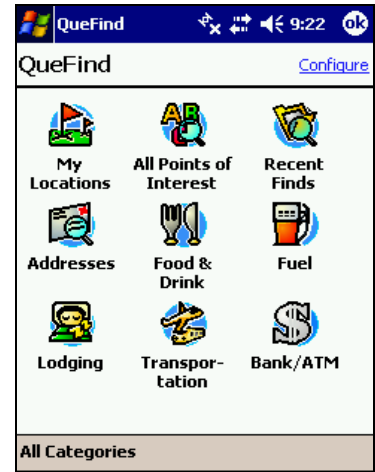 QueFind 9:22 ok
QueFind Configure
My Locations
All Points of Interest
Recent Finds
Addresses
Food & Drink
Fuel
Lodging
Transpor-
tation
Bank/ATM
All Categories